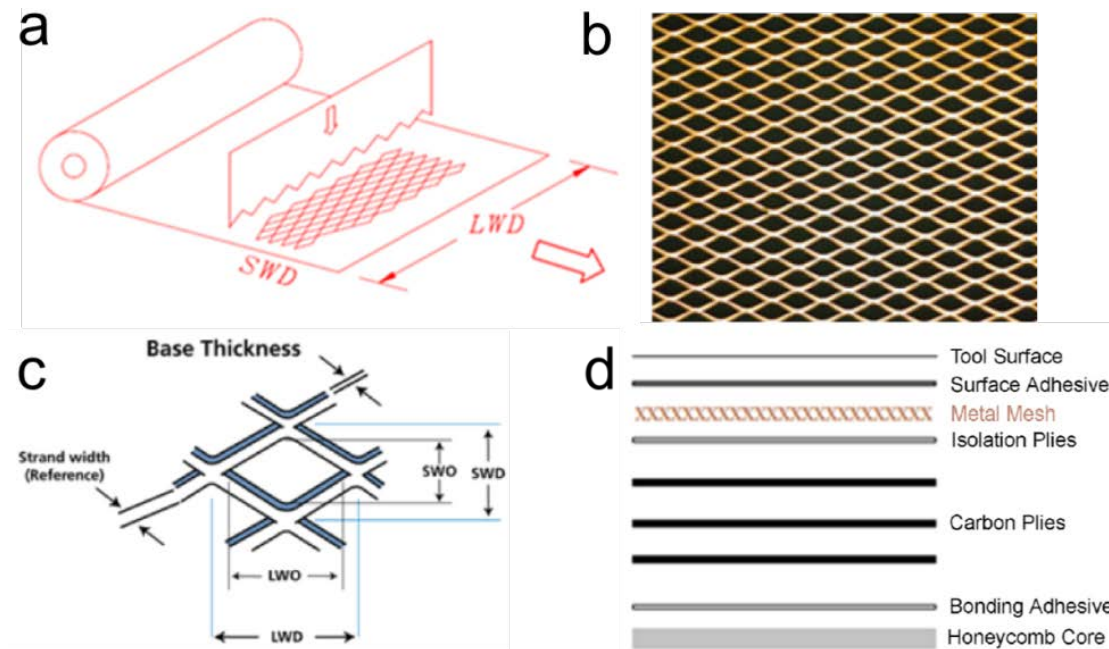 a
LWD
SWD
b
c
Base Thickness
Strand width
(Reference)
SWO
SWD
LWO
LWD
d
Tool Surface
Surface Adhesive
Metal Mesh
Isolation Plies
Carbon Plies
Bonding Adhesive
Honeycomb Core